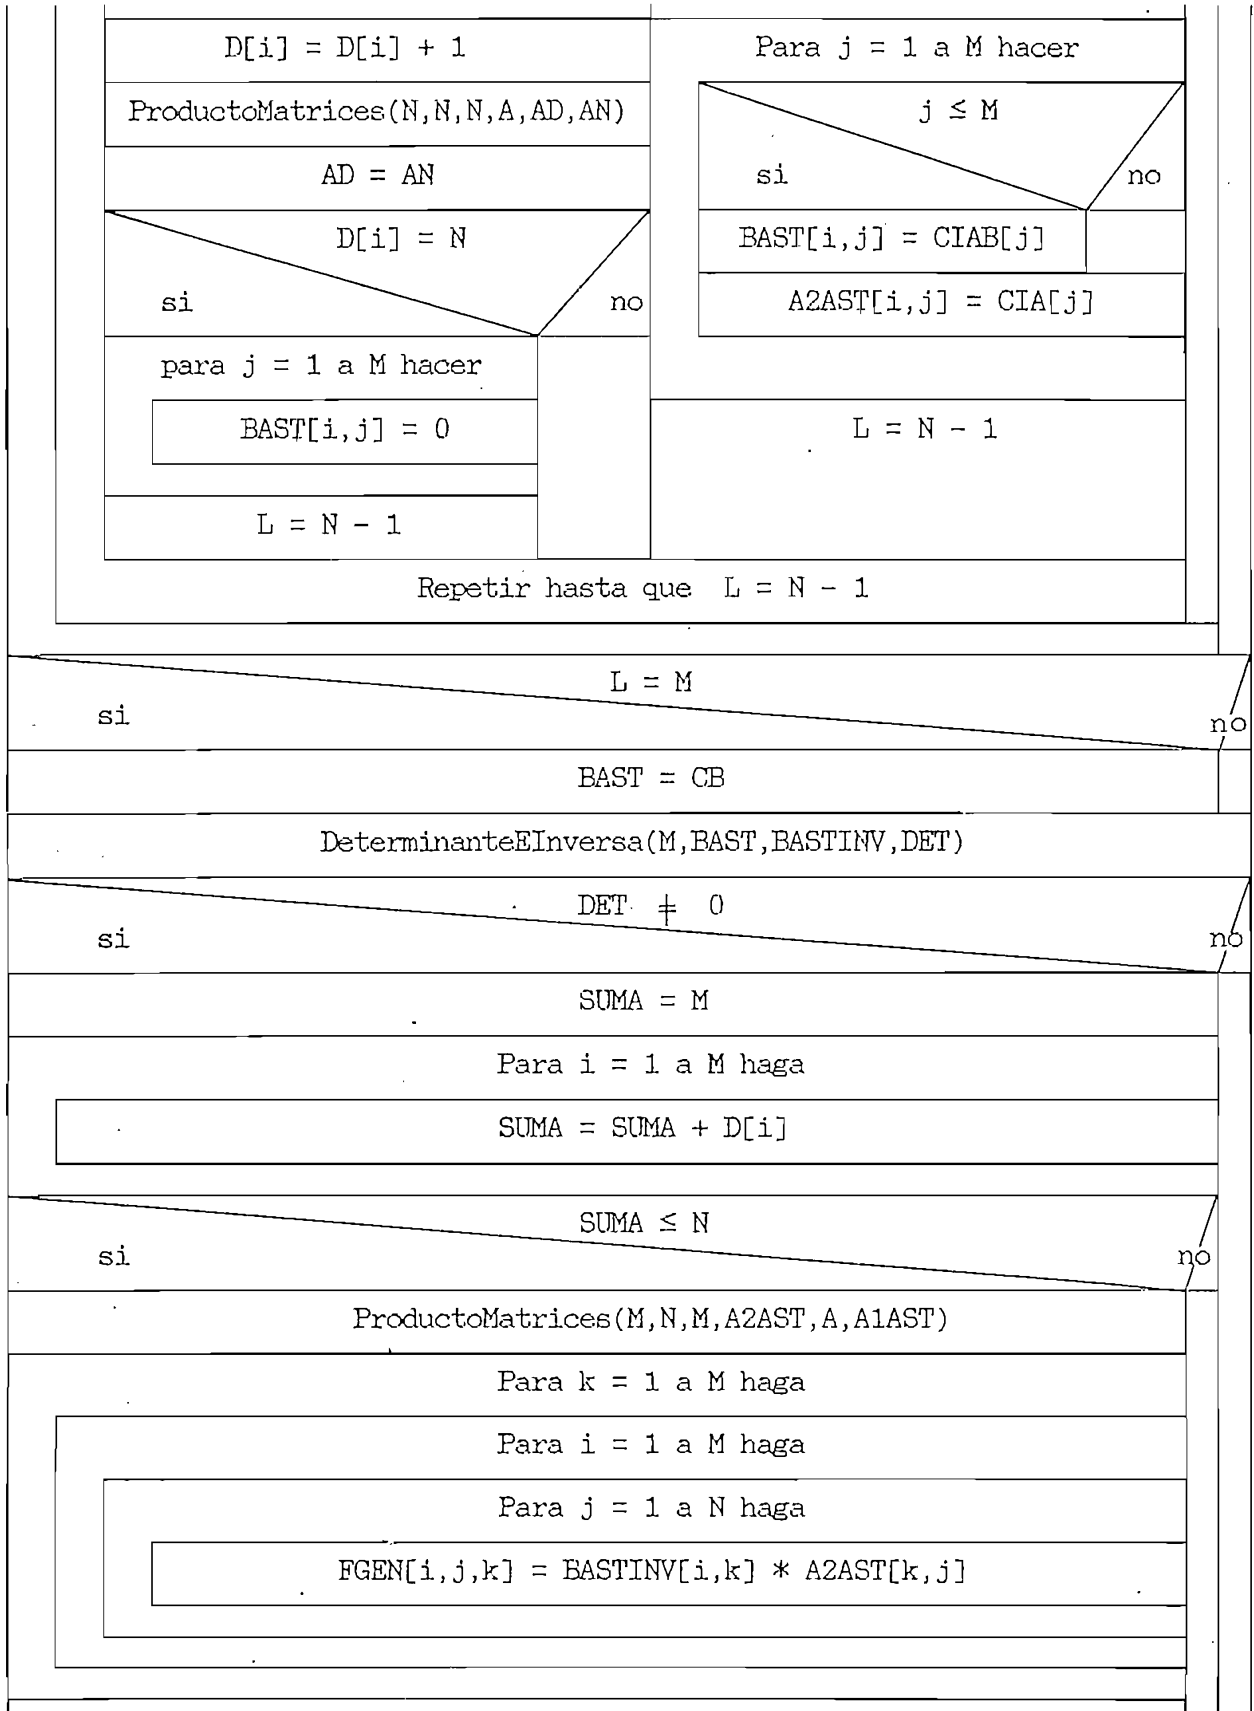 D[i] = D[i] + 1
ProductoMatrices(N,N,N,A,AD,AN)
AD = AN
D[i] = N
si
no
para j = 1 a M hacer
BAST[i,j] = 0
L = N - 1
Para j = 1 a M hacer
j ≤ M
si
no
BAST[i,j] = CIAB[j]
A2AST[i,j] = CIA[j]
L = N - 1
Repetir hasta que L = N - 1
L = M
si
no
BAST = CB
DeterminanteEInversa(M,BAST,BASTINV,DET)
DET ≠ 0
si
no
SUMA = M
Para i = 1 a M haga
SUMA = SUMA + D[i]
SUMA ≤ N
si
no
ProductoMatrices(M,N,M,A2AST,A,A1AST)
Para k = 1 a M haga
Para i = 1 a M haga
Para j = 1 a N haga
FGEN[i,j,k] = BASTINV[i,k] * A2AST[k,j]